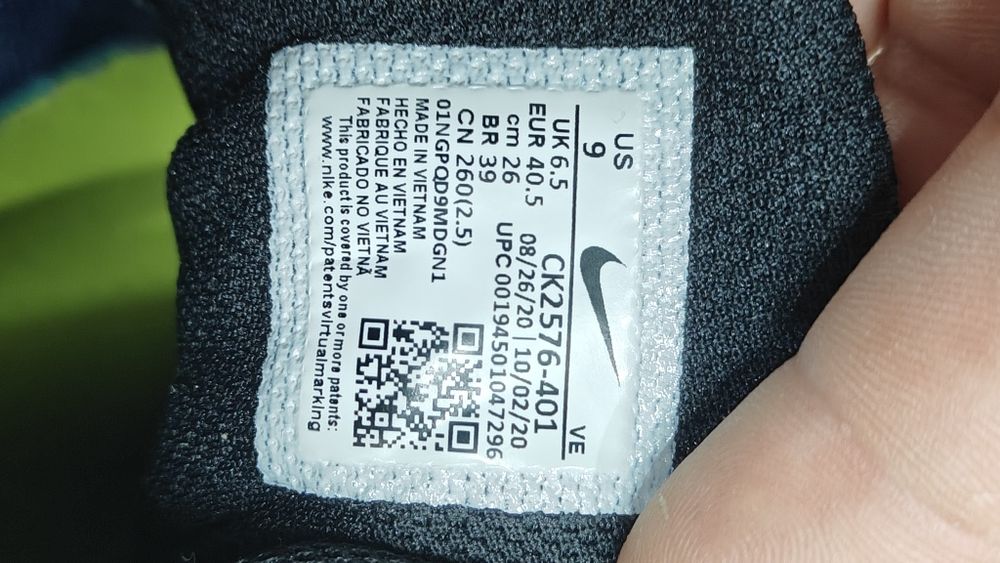 US
9
VE
UK 6.5 CK2576-401
EUR 40.5 08/26/20 | 10/02/20
cm 26 UPC 00194501047296
BR 39
CN 260(2.5)
01NGPQD9MDGN1
MADE IN VIETNAM
HECHO EN VIETNAM
FABRIQUE AU VIETNAM
FABRICADO NO VIETNÃ
This product is covered by one or more patents:
www.nike.com/patentsvirtualmarking